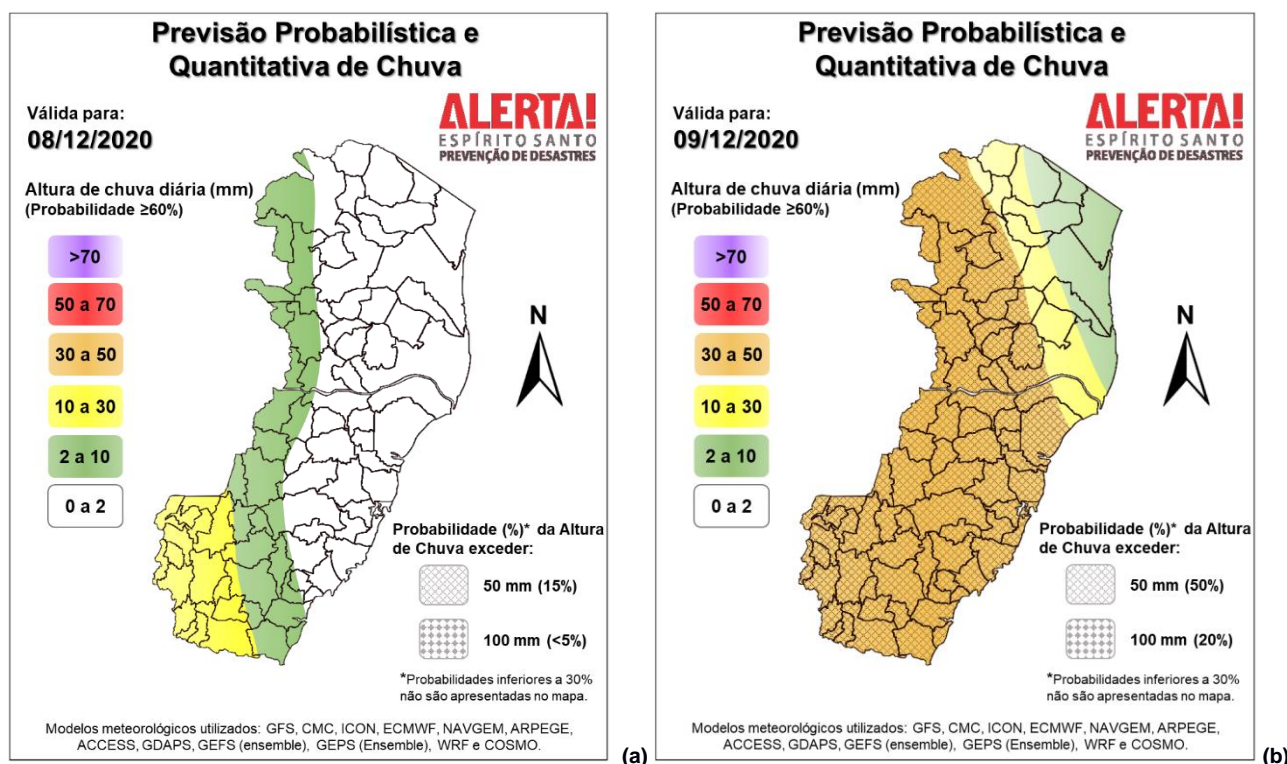 Previsão Probabilística e
Quantitativa de Chuva
Válida para:
08/12/2020
ALERTA!
ESPÍRITO SANTO
PREVENÇÃO DE DESASTRES
Altura de chuva diária (mm)
(Probabilidade ≥60%)
>70
50 a 70
30 a 50
10 a 30
2 a 10
0 a 2
N
Probabilidade (%)* da Altura
de Chuva exceder:
50 mm (15%)
100 mm (<5%)
*Probabilidades inferiores a 30%
não são apresentadas no mapa.
Modelos meteorológicos utilizados: GFS, CMC, ICON, ECMWF, NAVGEM, ARPEGE,
ACCESS, GDAPS, GEFS (ensemble), GEPS (Ensemble), WRF e COSMO.
(a)
Previsão Probabilística e
Quantitativa de Chuva
Válida para:
09/12/2020
ALERTA!
ESPÍRITO SANTO
PREVENÇÃO DE DESASTRES
Altura de chuva diária (mm)
(Probabilidade ≥60%)
>70
50 a 70
30 a 50
10 a 30
2 a 10
0 a 2
N
Probabilidade (%)* da Altura
de Chuva exceder:
50 mm (50%)
100 mm (20%)
*Probabilidades inferiores a 30%
não são apresentadas no mapa.
Modelos meteorológicos utilizados: GFS, CMC, ICON, ECMWF, NAVGEM, ARPEGE,
ACCESS, GDAPS, GEFS (ensemble), GEPS (Ensemble), WRF e COSMO.
(b)